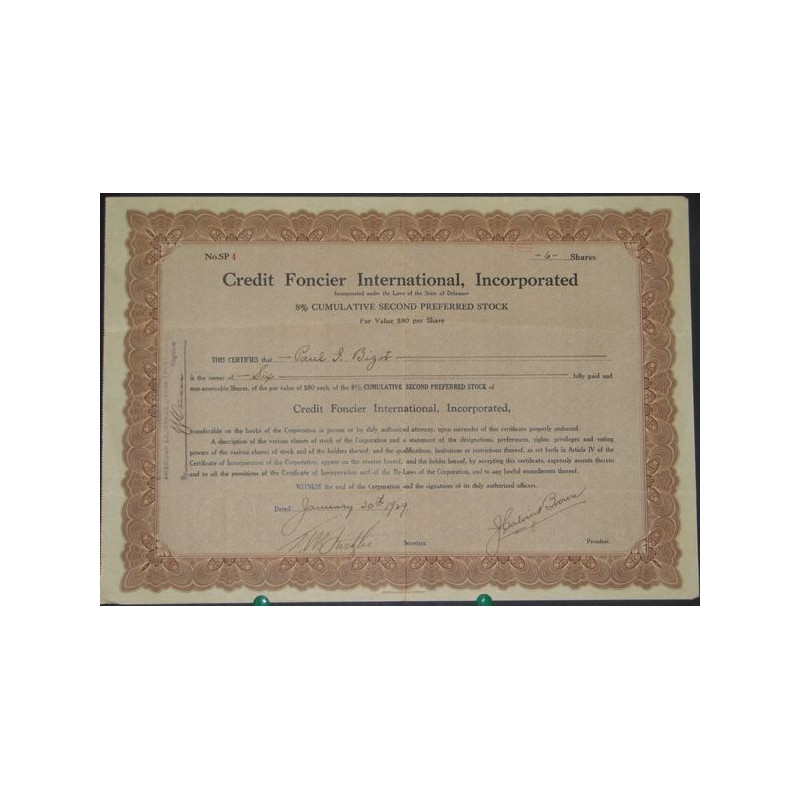 No.SP 4 -6- Shares
Credit Foncier International, Incorporated
Incorporated under the Laws of the State of Delaware
8% CUMULATIVE SECOND PREFERRED STOCK
Par Value $80 per Share
THIS CERTIFIES that — Paul I. Bizot —
is the owner of — Six — fully paid and
non-assessable Shares, of the par value of $80 each, of the 8% CUMULATIVE SECOND PREFERRED STOCK of
Credit Foncier International, Incorporated,
transferable on the books of the Corporation in person or by duly authorized attorney, upon surrender of this certificate properly endorsed.
A description of the various classes of stock of the Corporation and a statement of the designations, preferences, rights, privileges and voting
powers of the various classes of stock and of the holders thereof, and the qualifications, limitations or restrictions thereof, as set forth in Article IV of the
Certificate of Incorporation of the Corporation, appear on the reverse hereof, and the holder hereof, by accepting this certificate, expressly assents thereto
and to all the provisions of the Certificate of Incorporation and of the By-Laws of the Corporation, and to any lawful amendments thereof.
WITNESS the seal of the Corporation and the signatures of its duly authorized officers.
Dated January 20th 1929
Secretary. President.